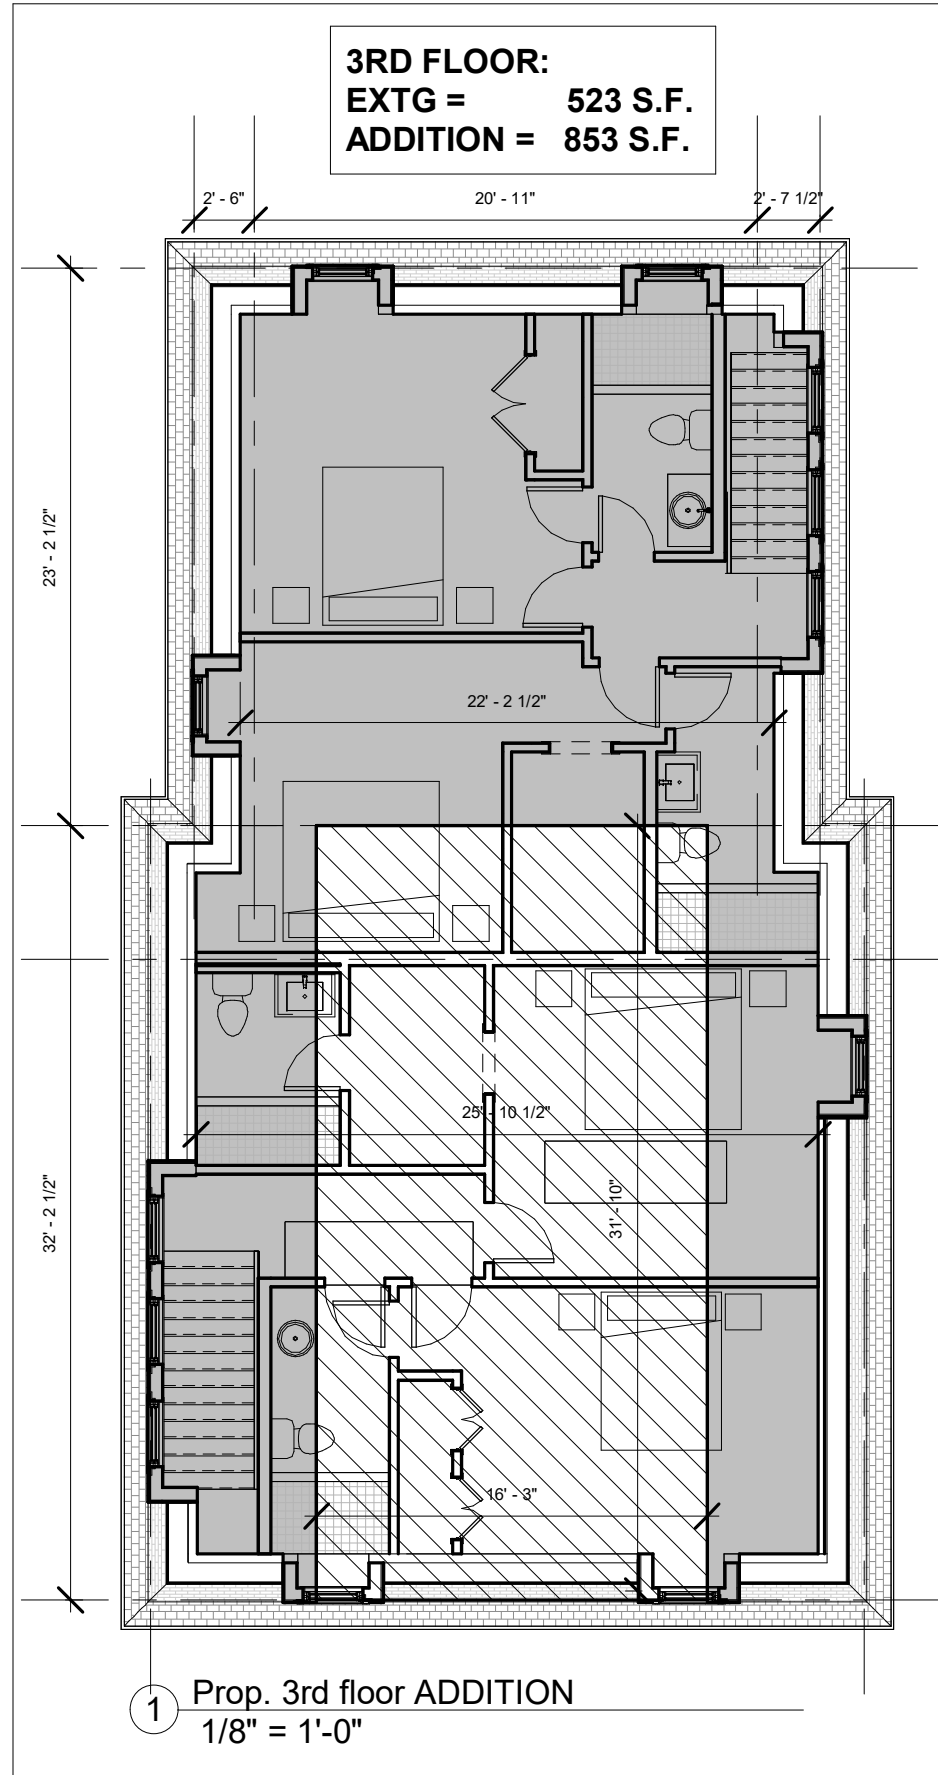 3RD FLOOR:
EXTG = 523 S.F.
ADDITION = 853 S.F.
2' - 6"
20' - 11"
2' - 7 1/2"
23' - 2 1/2"
22' - 2 1/2"
25' - 10 1/2"
31' - 10"
32' - 2 1/2"
16' - 3"
1
Prop. 3rd floor ADDITION
1/8" = 1'-0"